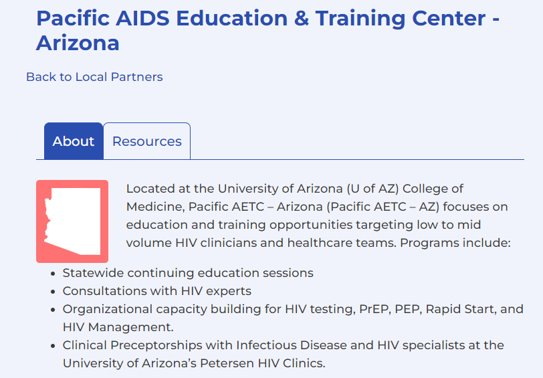 Pacific AIDS Education & Training Center -
Arizona
Back to Local Partners
About
Resources
Located at the University of Arizona (U of AZ) College of
Medicine, Pacific AETC – Arizona (Pacific AETC – AZ) focuses on
education and training opportunities targeting low to mid
volume HIV clinicians and healthcare teams. Programs include:
• Statewide continuing education sessions
• Consultations with HIV experts
• Organizational capacity building for HIV testing, PrEP, PEP, Rapid Start, and
HIV Management.
• Clinical Preceptorships with Infectious Disease and HIV specialists at the
University of Arizona’s Petersen HIV Clinics.